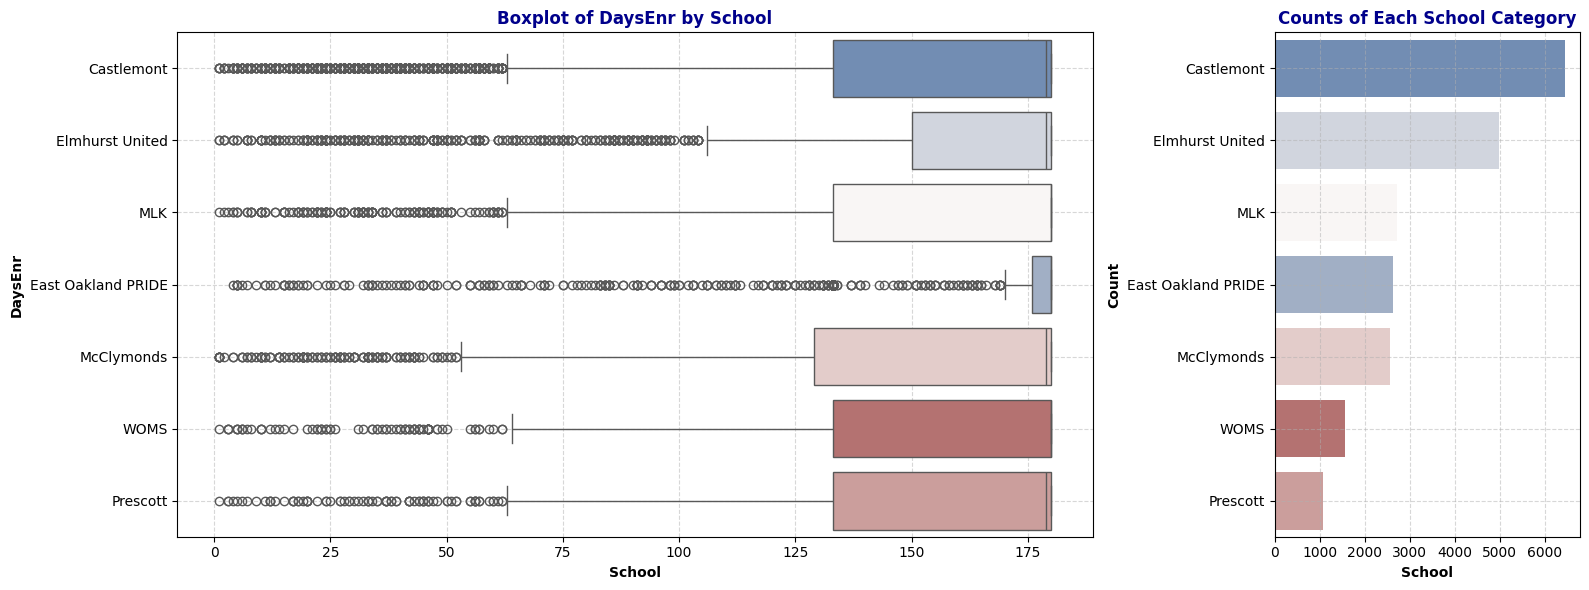 Boxplot of DaysEnr by School
DaysEnr
Castlemont
Elmhurst United
MLK
East Oakland PRIDE
McClymonds
WOMS
Prescott
0 25 50 75 100 125 150 175
School
Counts of Each School Category
Count
Castlemont
Elmhurst United
MLK
East Oakland PRIDE
McClymonds
WOMS
Prescott
0 1000 2000 3000 4000 5000 6000
School